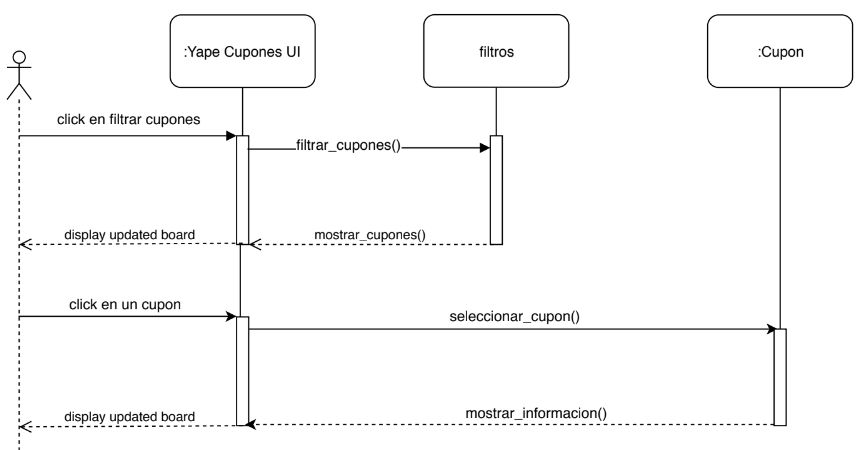 :Yape Cupones UI
filtros
:Cupon
click en filtrar cupones
filtrar_cupones()
display updated board
mostrar_cupones()
click en un cupon
seleccionar_cupon()
display updated board
mostrar_informacion()